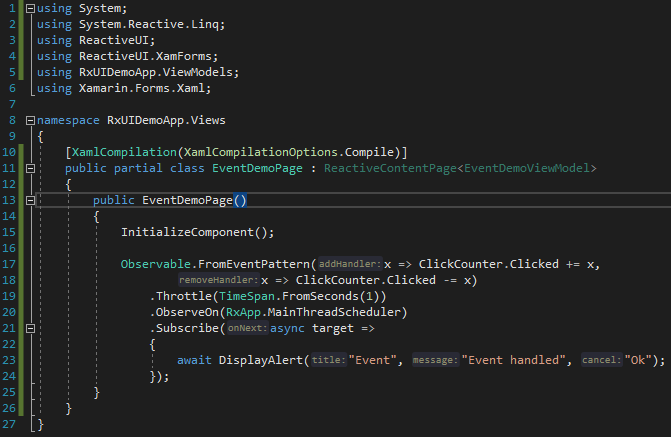 1 using System;
2 using System.Reactive.Linq;
3 using ReactiveUI;
4 using ReactiveUI.XamForms;
5 using RxUIDemoApp.ViewModels;
6 using Xamarin.Forms.Xaml;
7
8 namespace RxUIDemoApp.Views
9 {
10     [XamlCompilation(XamlCompilationOptions.Compile)]
11     public partial class EventDemoPage : ReactiveContentPage<EventDemoViewModel>
12     {
13         public EventDemoPage()
14         {
15             InitializeComponent();
16
17             Observable.FromEventPattern(addHandler: x => ClickCounter.Clicked += x,
18                     removeHandler: x => ClickCounter.Clicked -= x)
19                 .Throttle(TimeSpan.FromSeconds(1))
20                 .ObserveOn(RxApp.MainThreadScheduler)
21                 .Subscribe(onNext: async target =>
22                 {
23                     await DisplayAlert(title: "Event", message: "Event handled", cancel: "Ok");
24                 });
25         }
26     }
27 }